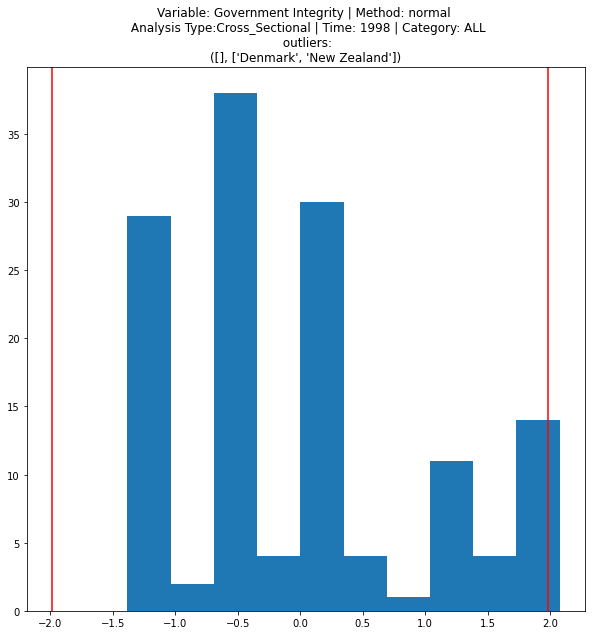 Variable: Government Integrity | Method: normal
Analysis Type:Cross_Sectional | Time: 1998 | Category: ALL
outliers:
([], ['Denmark', 'New Zealand'])
35
30
25
20
15
10
5
0
−2.0 −1.5 −1.0 −0.5 0.0 0.5 1.0 1.5 2.0